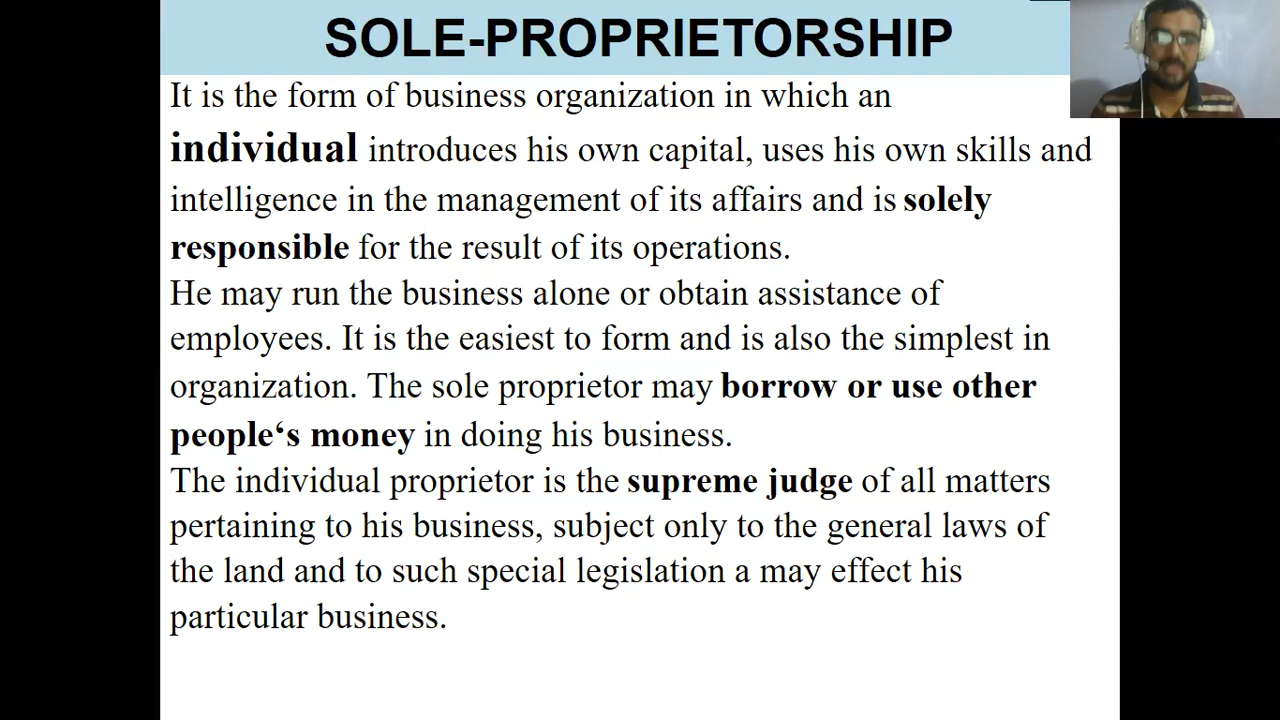 SOLE-PROPRIETORSHIP
It is the form of business organization in which an
individual introduces his own capital, uses his own skills and
intelligence in the management of its affairs and is solely
responsible for the result of its operations.
He may run the business alone or obtain assistance of
employees. It is the easiest to form and is also the simplest in
organization. The sole proprietor may borrow or use other
people‘s money in doing his business.
The individual proprietor is the supreme judge of all matters
pertaining to his business, subject only to the general laws of
the land and to such special legislation a may effect his
particular business.